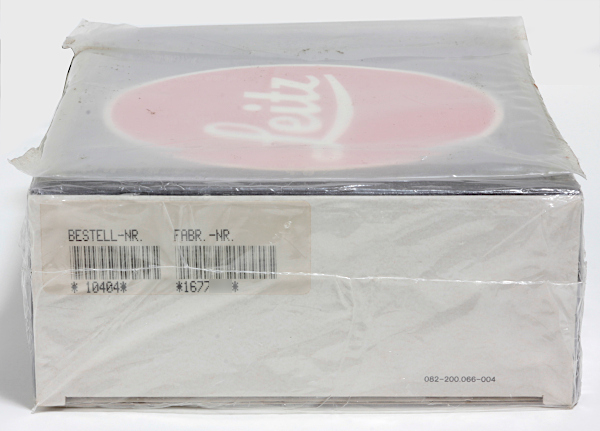 Leitz
BESTELL-NR. FABR.-NR.
* 10404* *1677 *
082-200.066-004